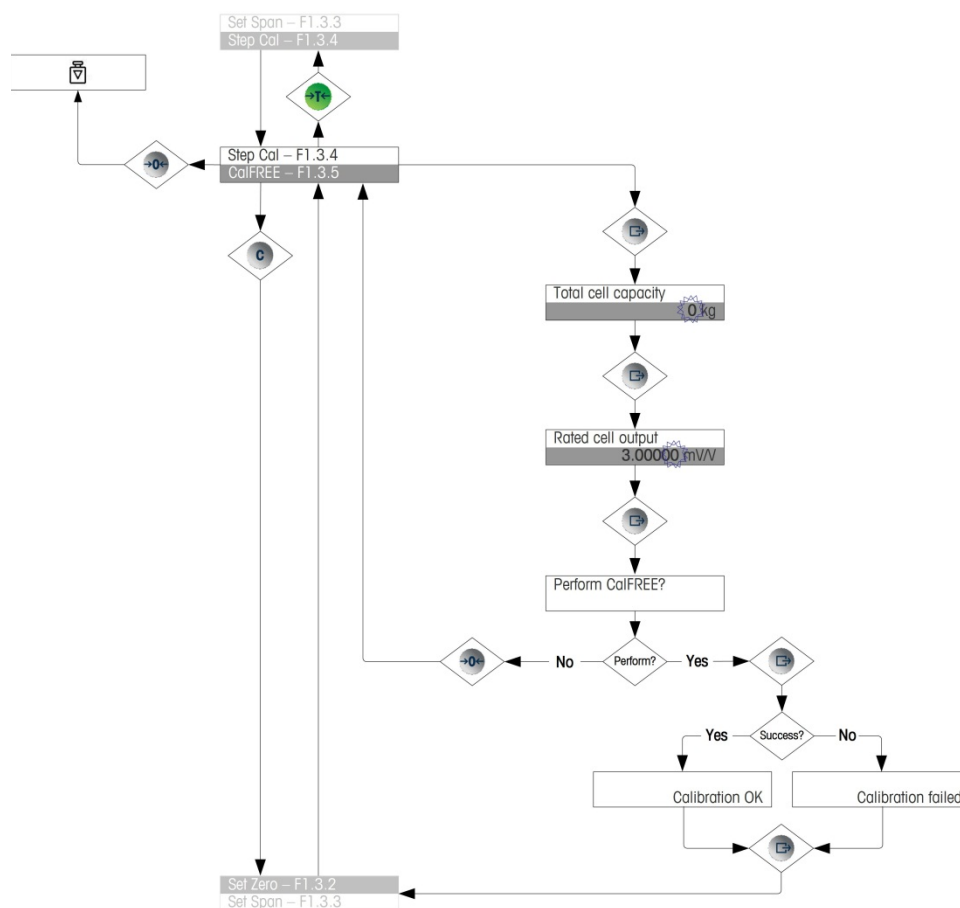 Set Span – F1.3.3
Step Cal – F1.3.4
→T←
Step Cal – F1.3.4
→0←
CalFREE – F1.3.5
C
Total cell capacity
0 kg
Rated cell output
3.00000 mV/V
Perform CalFREE?
→0←
No
Perform?
Yes
Yes
Success?
No
Calibration OK
Calibration failed
Set Zero – F1.3.2
Set Span – F1.3.3